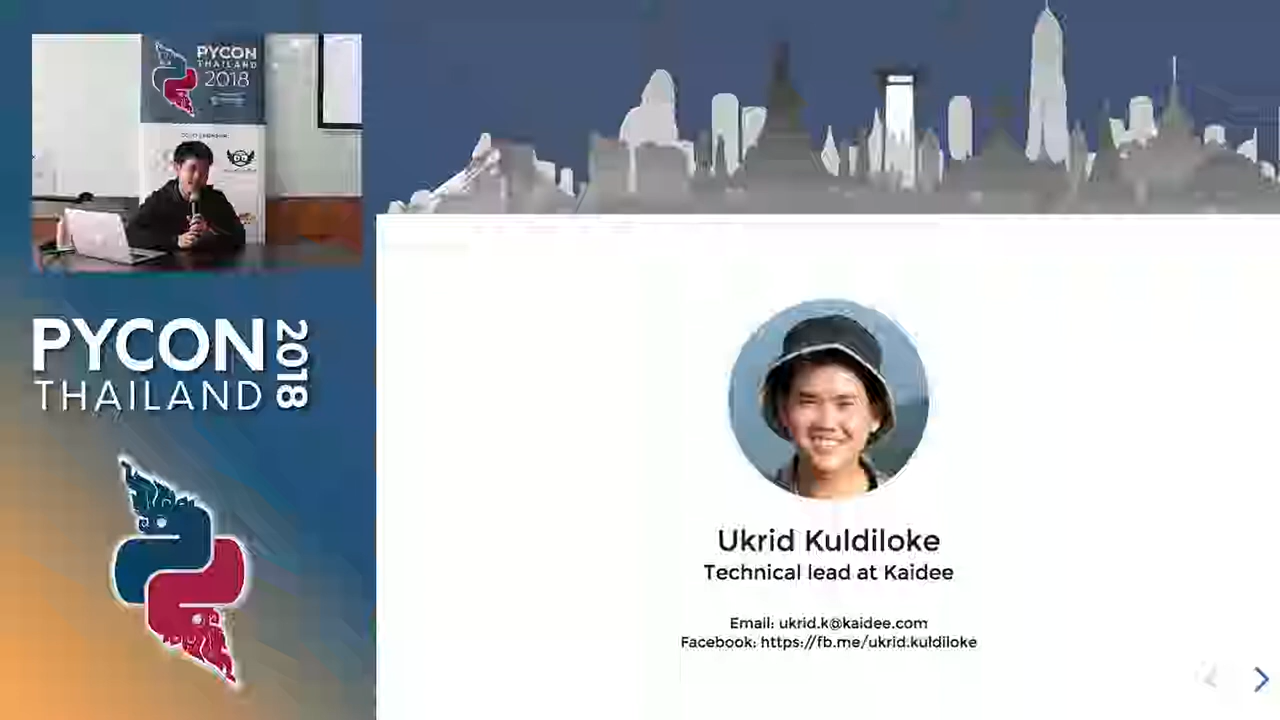 PYCON
THAILAND
2018
PYCON
THAILAND
2018
Ukrid Kuldiloke
Technical lead at Kaidee
Email: ukrid.k@kaidee.com
Facebook: https://fb.me/ukrid.kuldiloke